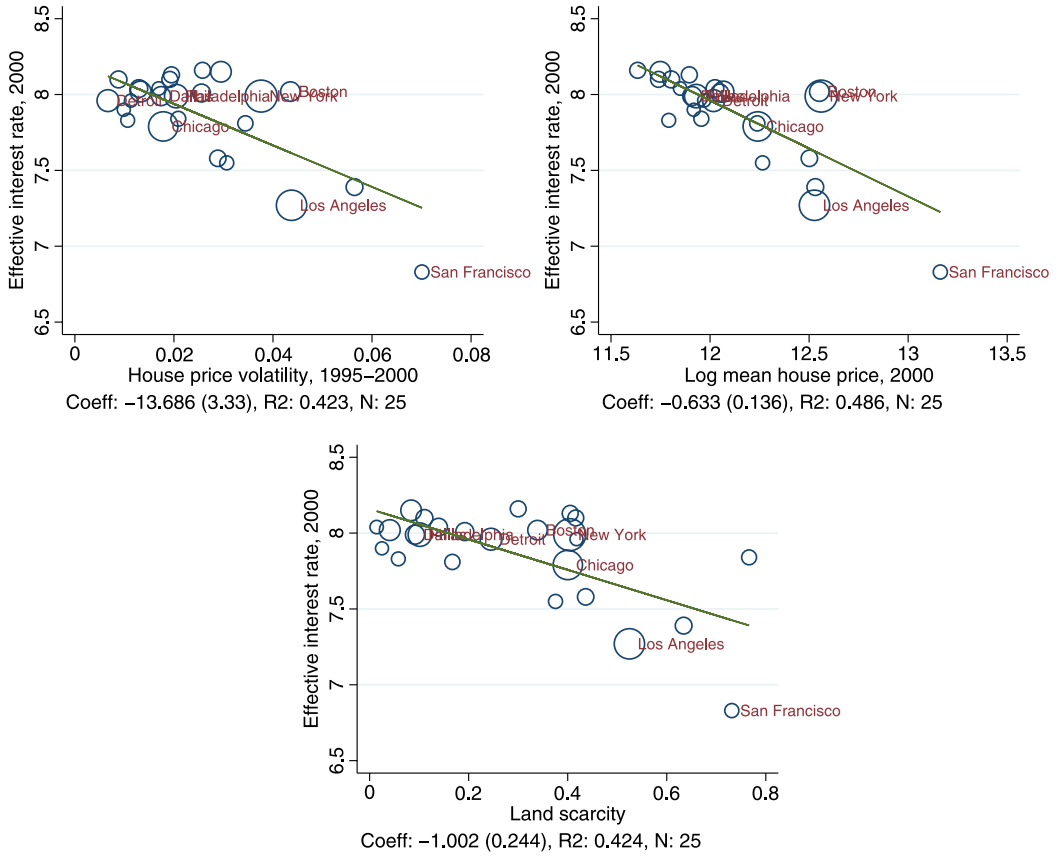 8.5
8
7.5
7
6.5
Effective interest rate, 2000
Boston
New York
Philadelphia
Dallas
Detroit
Chicago
Los Angeles
San Francisco
0
0.02
0.04
0.06
0.08
House price volatility, 1995–2000
Coeff: −13.686 (3.33), R2: 0.423, N: 25
8.5
8
7.5
7
6.5
Effective interest rate, 2000
Boston
New York
Philadelphia
Detroit
Chicago
Los Angeles
San Francisco
11.5
12
12.5
13
13.5
Log mean house price, 2000
Coeff: −0.633 (0.136), R2: 0.486, N: 25
8.5
8
7.5
7
6.5
Effective interest rate, 2000
Boston
New York
Dallas
Philadelphia
Detroit
Chicago
Los Angeles
San Francisco
0
0.2
0.4
0.6
0.8
Land scarcity
Coeff: −1.002 (0.244), R2: 0.424, N: 25